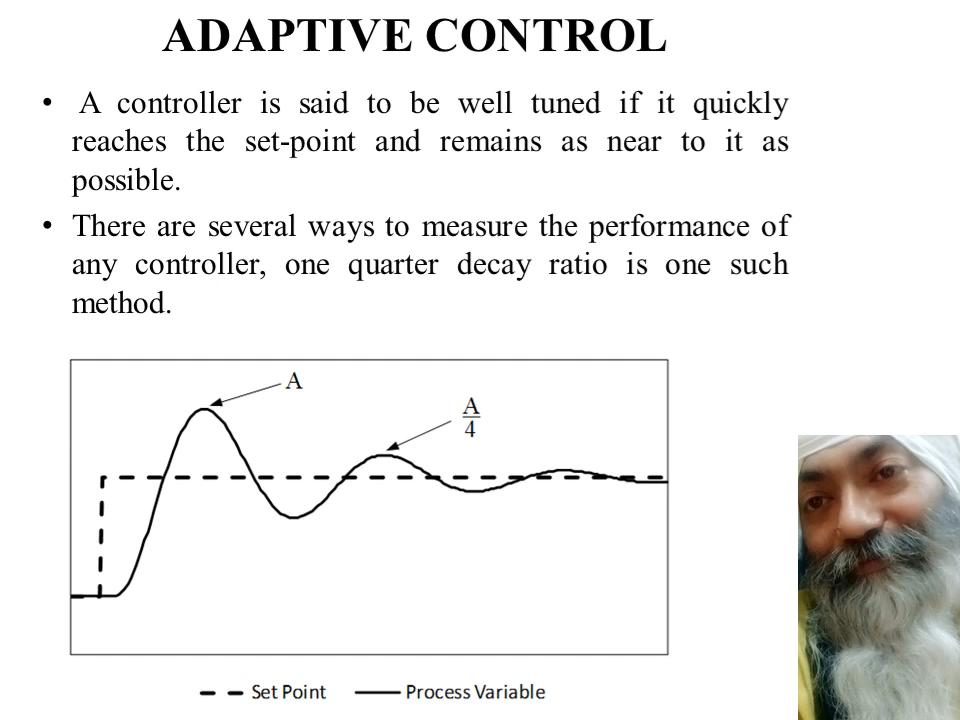 ADAPTIVE CONTROL
• A controller is said to be well tuned if it quickly
reaches the set-point and remains as near to it as
possible.
• There are several ways to measure the performance of
any controller, one quarter decay ratio is one such
method.
A
A
4
Set Point
Process Variable